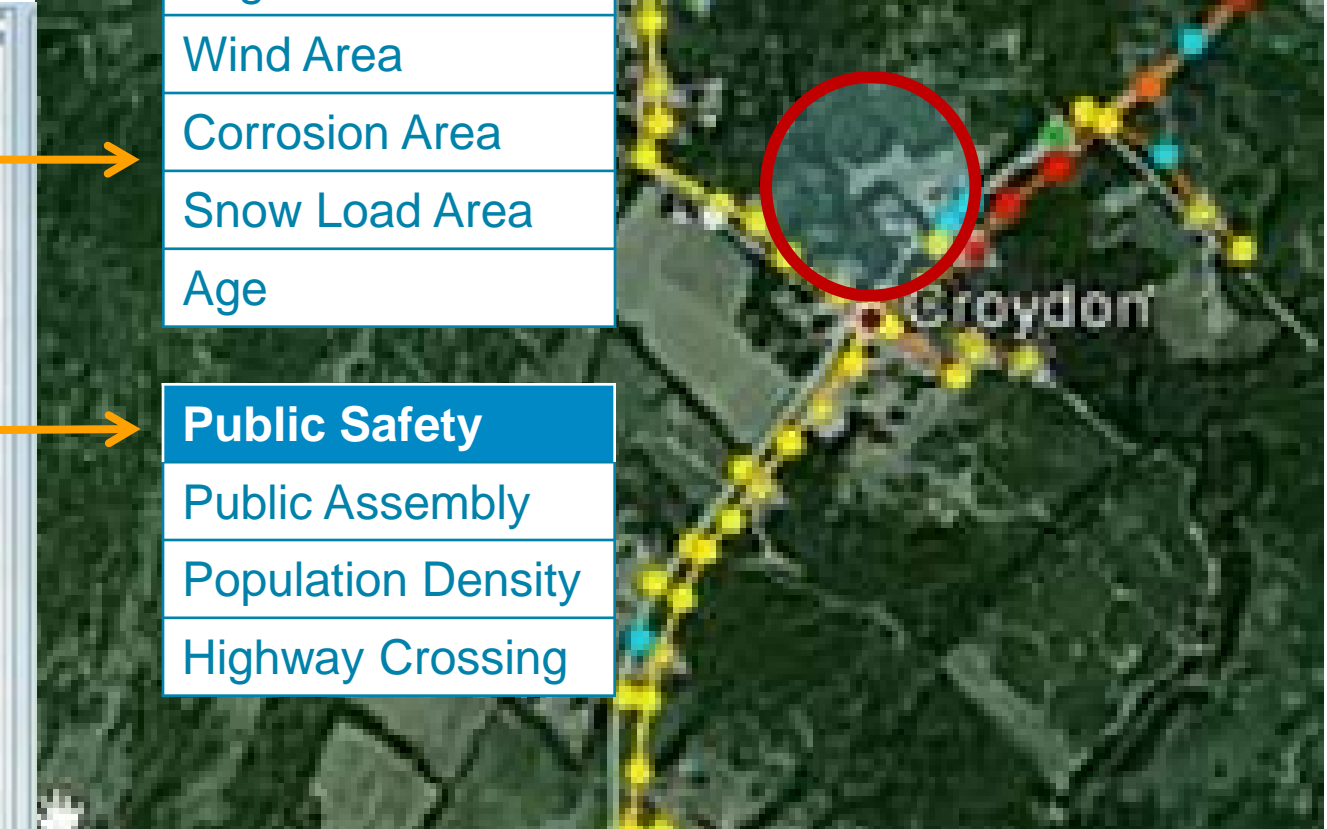 Wind Area
Corrosion Area
Snow Load Area
Age
Croydon
Public Safety
Public Assembly
Population Density
Highway Crossing